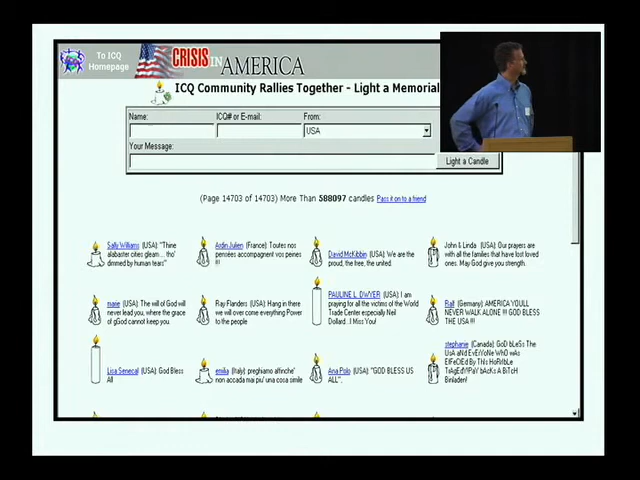 To ICQ
Homepage
CRISIS IN AMERICA
ICQ Community Rallies Together - Light a Memorial
Name:
ICQ# or E-mail:
From:
USA
Your Message:
Light a Candle
(Page 14703 of 14703) More Than 588097 candles Pass it on to a friend
Sally Williams (USA): "Thine
alabaster cities gleam... tho'
dimmed by human tears"
Ardin Julien (France): Toutes nos
pensées accompagnent vos peines
!!!
David McKibbin (USA): We are the
proud, the free, the united.
John & Linda (USA): Our prayers are
with all the families that have lost loved
ones. May God give you strength.
marie (USA): The will of God will
never lead you, where the grace
of gGod cannot keep you
Ray Flanders (USA): Hang in there
we will over come everything Power
to the people
PAULINE L. DWYER (USA): I am
praying for all the victims of the World
Trade Center especially Neil
Dollard...I Miss You!
Ralf (Germany): AMERICA YOULL
NEVER WALK ALONE !!! GOD BLESS
THE USA !!!
Lisa Senecal (USA): God Bless
All
emilia (Italy): preghiamo affinche'
non accada mai piu' una cosa simile
Ana Polo (USA): "GOD BLESS US
ALL".
stephanie (Canada): GoD bLesS The
UsA aNd EvErYoNe WhO wAs
EfFeCtEd By ThIs HoRrIbLe
bAcKs A BiTcH
Binladen!